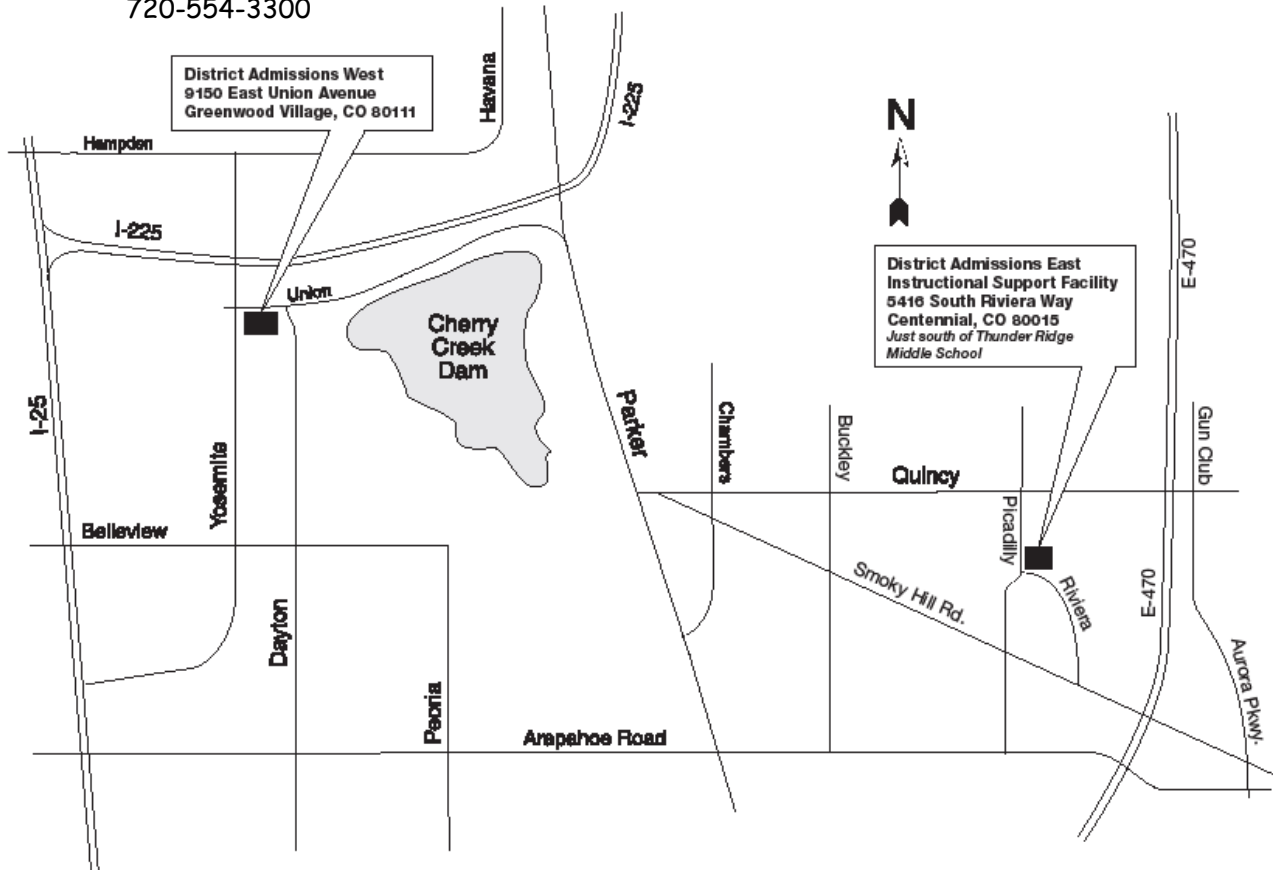 720-554-3300
District Admissions West
9150 East Union Avenue
Greenwood Village, CO 80111
Havana
I-225
N
Hampden
I-225
E-470
District Admissions East
Instructional Support Facility
5416 South Riviera Way
Centennial, CO 80015
Just south of Thunder Ridge
Middle School
Union
Cherry
Creek
Dam
I-25
Parker
Chambers
Buckley
Gun Club
Yosemite
Quincy
Picadilly
Belleview
Smoky Hill Rd.
Riviera
E-470
Dayton
Aurora Pkwy.
Peoria
Arapahoe Road